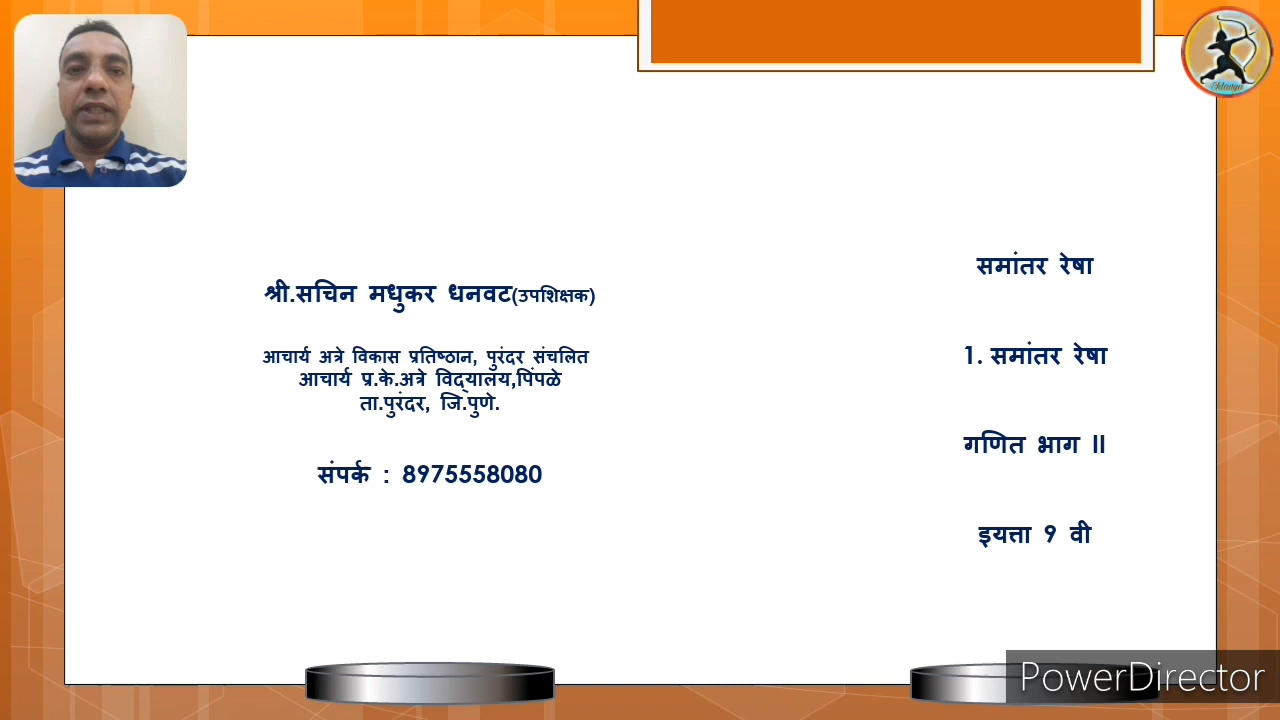 श्री.सचिन मधुकर धनवट(उपशिक्षक)
आचार्य अत्रे विकास प्रतिष्ठान, पुरंदर संचलित
आचार्य प्र.के.अत्रे विद्यालय,पिंपळे
ता.पुरंदर, जि.पुणे.
संपर्क : 8975558080
समांतर रेषा
1. समांतर रेषा
गणित भाग II
इयत्ता 9 वी
PowerDirector